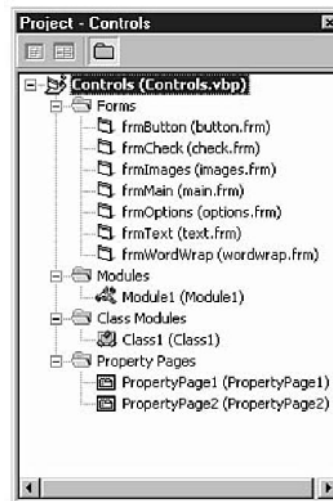 Project - Controls
Controls (Controls.vbp)
Forms
frmButton (button.frm)
frmCheck (check.frm)
frmImages (images.frm)
frmMain (main.frm)
frmOptions (options.frm)
frmText (text.frm)
frmWordWrap (wordwrap.frm)
Modules
Module1 (Module1)
Class Modules
Class1 (Class1)
Property Pages
PropertyPage1 (PropertyPage1)
PropertyPage2 (PropertyPage2)